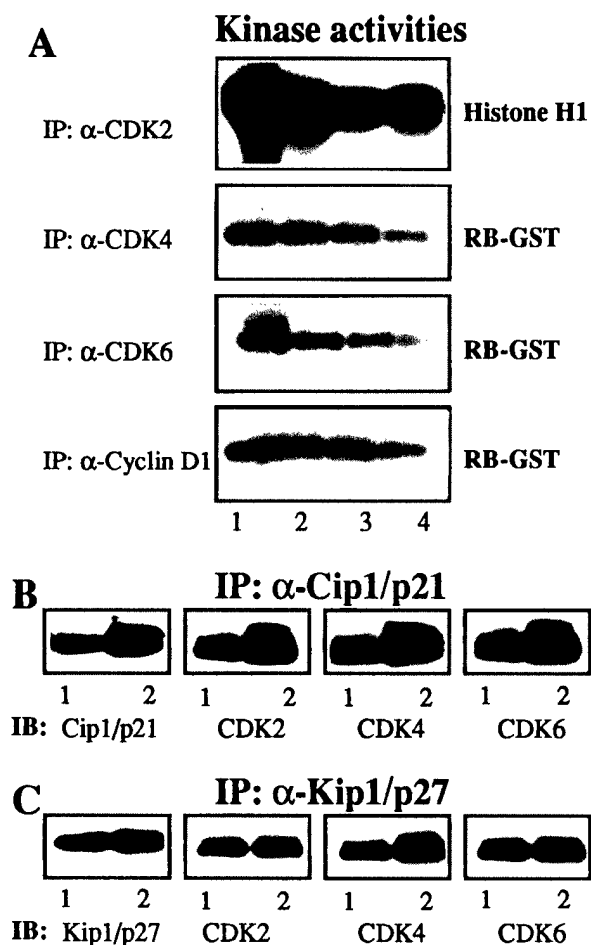 A
Kinase activities
IP: α-CDK2
Histone H1
IP: α-CDK4
RB-GST
IP: α-CDK6
RB-GST
IP: α-Cyclin D1
RB-GST
1 2 3 4
B
IP: α-Cip1/p21
1 2 1 2 1 2 1 2
IB: Cip1/p21 CDK2 CDK4 CDK6
C
IP: α-Kip1/p27
1 2 1 2 1 2 1 2
IB: Kip1/p27 CDK2 CDK4 CDK6